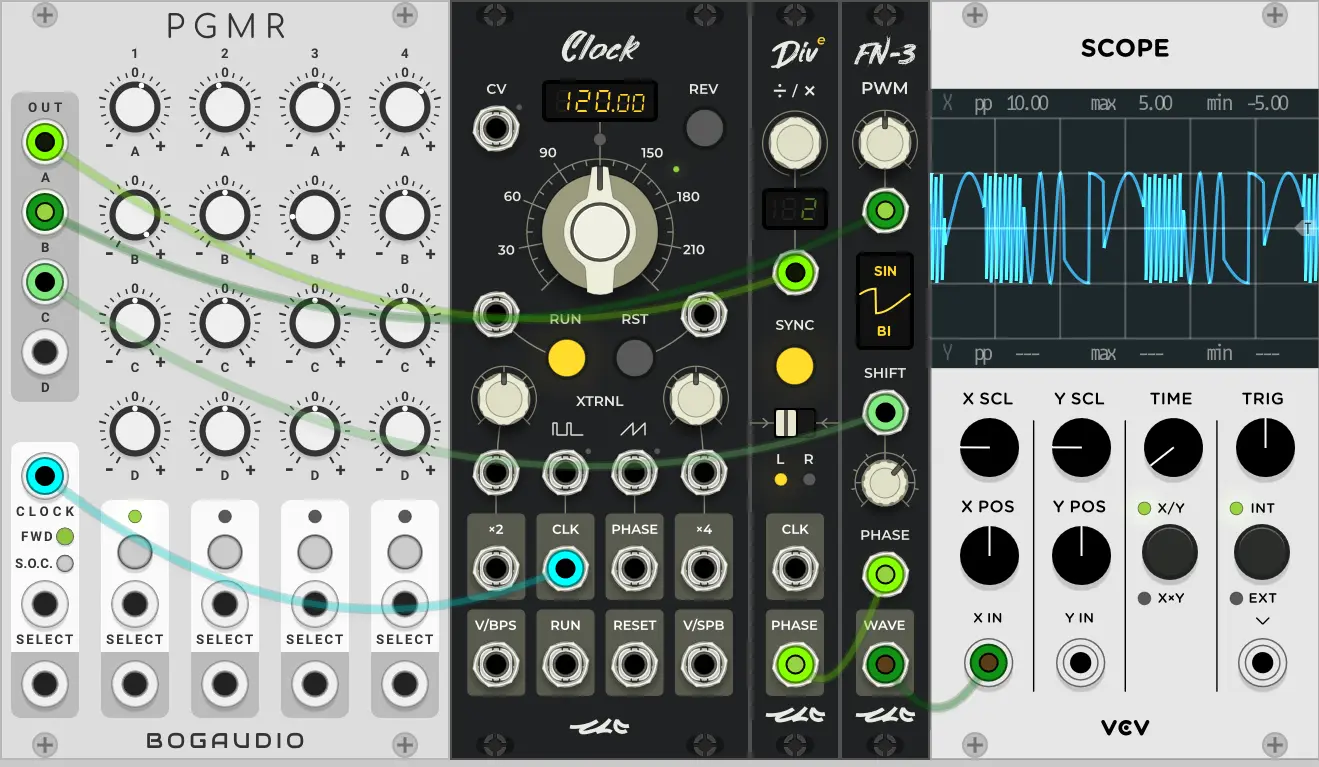 PGMR
1 2 3 4
0 0 0 0
OUT
- A + - A + - A + - A +
A
0 0 0 0
B
- B + - B + - B + - B +
0 0 0 0
C
- C + - C + - C + - C +
D
0 0 0 0
- D + - D + - D + - D +
CLOCK
FWD
S.O.C.
SELECT SELECT SELECT SELECT SELECT
BOGAUDIO
Clock
CV 120.00 REV
90 150
60 180
30 210
RUN RST
XTRNL
×2 CLK PHASE ×4
V/BPS RUN RESET V/SPB
Div e
÷ / ×
2
SYNC
L R
CLK
PHASE
FN-3
PWM
SIN
BI
SHIFT
PHASE
WAVE
SCOPE
X pp 10.00 max 5.00 min -5.00
T
Y pp --- max --- min ---
X SCL Y SCL TIME TRIG
X POS Y POS X/Y INT
X×Y EXT
X IN Y IN
VCV